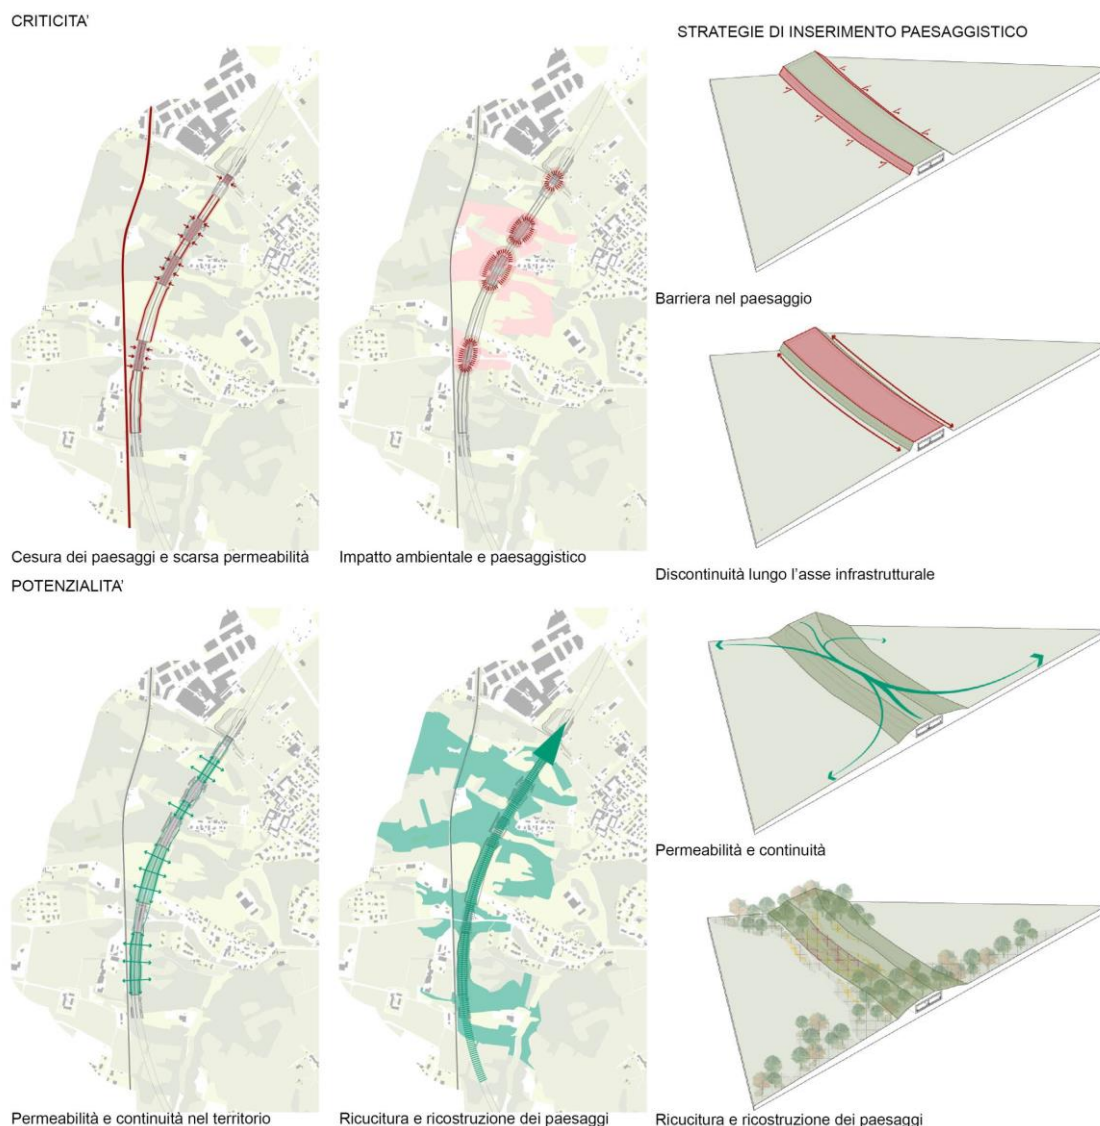 CRITICITA'
STRATEGIE DI INSERIMENTO PAESAGGISTICO
Barriera nel paesaggio
Cesura dei paesaggi e scarsa permeabilità
Impatto ambientale e paesaggistico
Discontinuità lungo l'asse infrastrutturale
POTENZIALITA'
Permeabilità e continuità
Permeabilità e continuità nel territorio
Ricucitura e ricostruzione dei paesaggi
Ricucitura e ricostruzione dei paesaggi